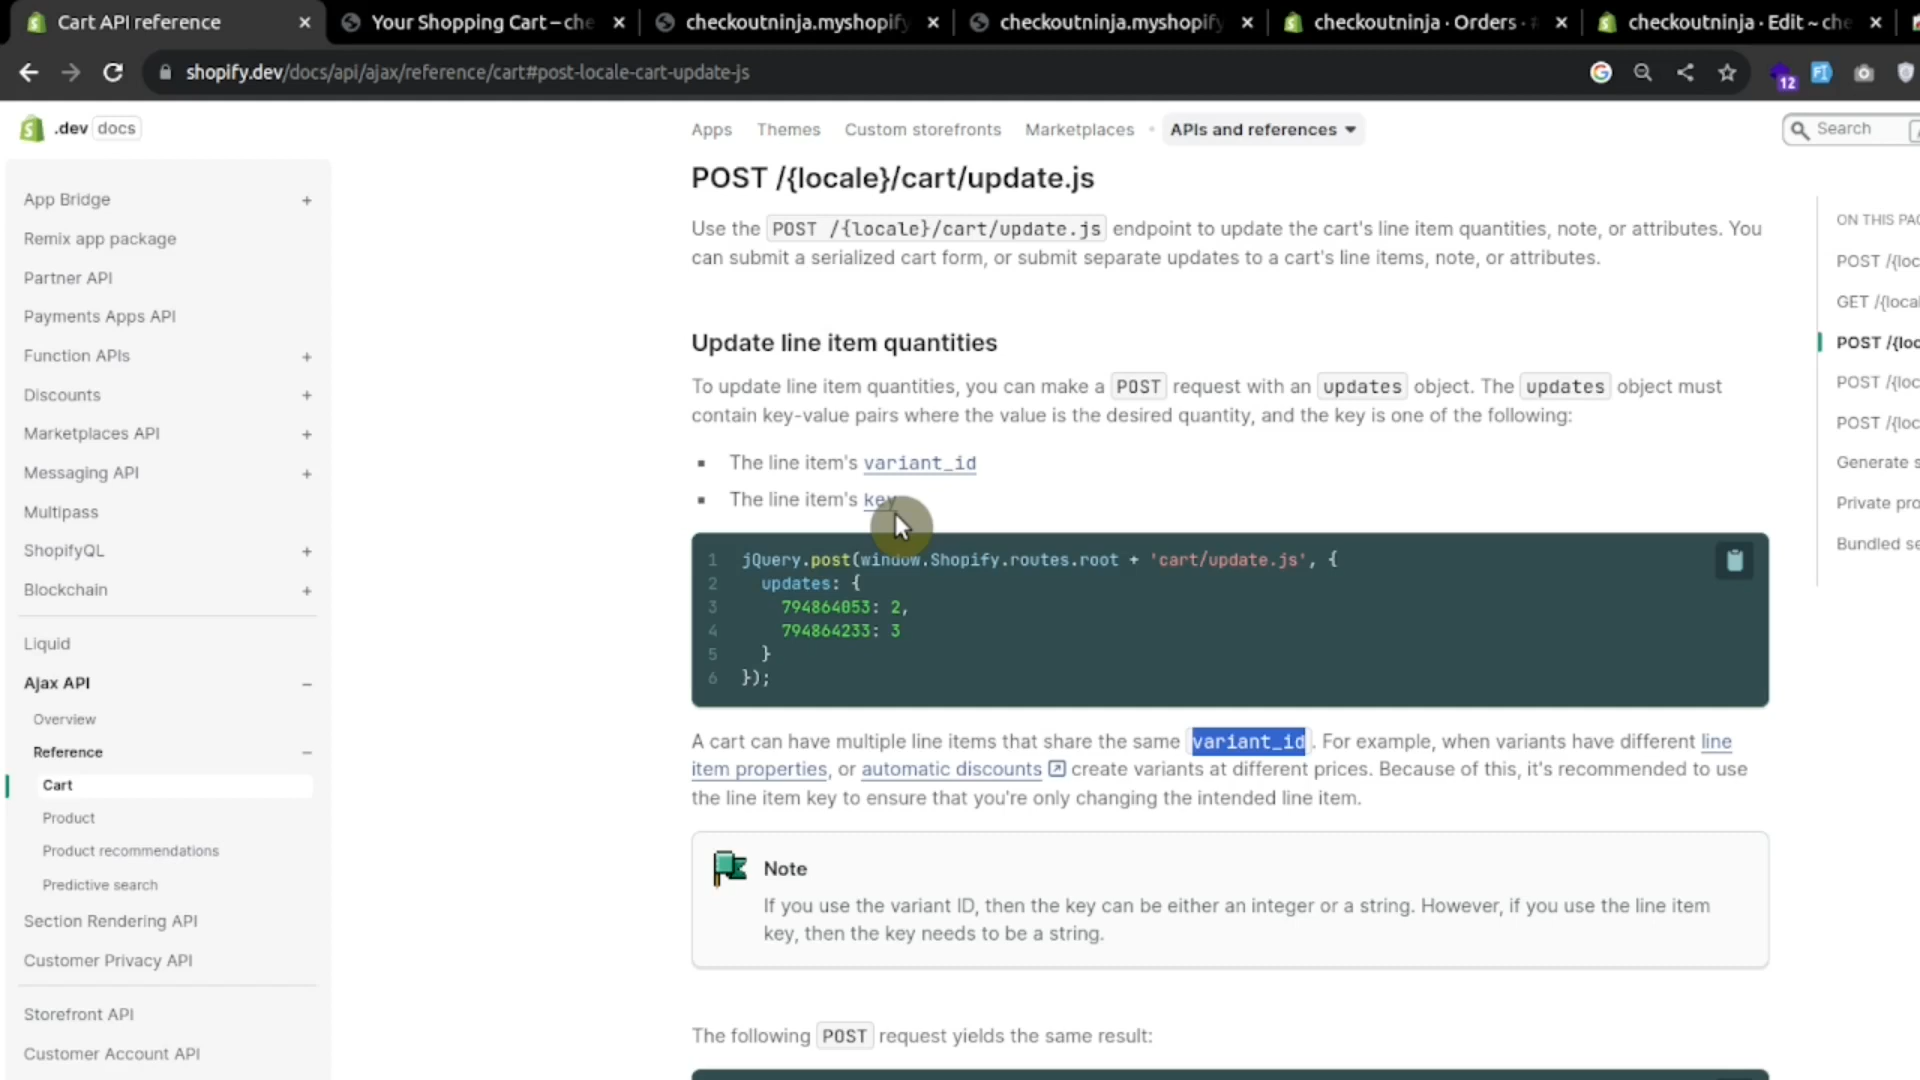 Cart API reference
Your Shopping Cart – che
checkoutninja.myshopify
checkoutninja.myshopify
checkoutninja · Orders ·
checkoutninja · Edit ~ che
shopify.dev/docs/api/ajax/reference/cart#post-locale-cart-update-js
12
.dev docs
Apps
Themes
Custom storefronts
Marketplaces
APIs and references
Search
App Bridge
Remix app package
Partner API
Payments Apps API
Function APIs
Discounts
Marketplaces API
Messaging API
Multipass
ShopifyQL
Blockchain
Liquid
Ajax API
Overview
Reference
Cart
Product
Product recommendations
Predictive search
Section Rendering API
Customer Privacy API
Storefront API
Customer Account API
POST /{locale}/cart/update.js
Use the POST /{locale}/cart/update.js endpoint to update the cart's line item quantities, note, or attributes. You
can submit a serialized cart form, or submit separate updates to a cart's line items, note, or attributes.
Update line item quantities
To update line item quantities, you can make a POST request with an updates object. The updates object must
contain key-value pairs where the value is the desired quantity, and the key is one of the following:
The line item's variant_id
The line item's key
1 jQuery.post(window.Shopify.routes.root + 'cart/update.js', {
2 updates: {
3 794864053: 2,
4 794864233: 3
5 }
6 });
A cart can have multiple line items that share the same variant_id. For example, when variants have different line
item properties, or automatic discounts create variants at different prices. Because of this, it's recommended to use
the line item key to ensure that you're only changing the intended line item.
Note
If you use the variant ID, then the key can be either an integer or a string. However, if you use the line item
key, then the key needs to be a string.
The following POST request yields the same result:
ON THIS PAG
POST /{loc
GET /{local
POST /{loc
POST /{loc
POST /{loc
Generate s
Private pro
Bundled se